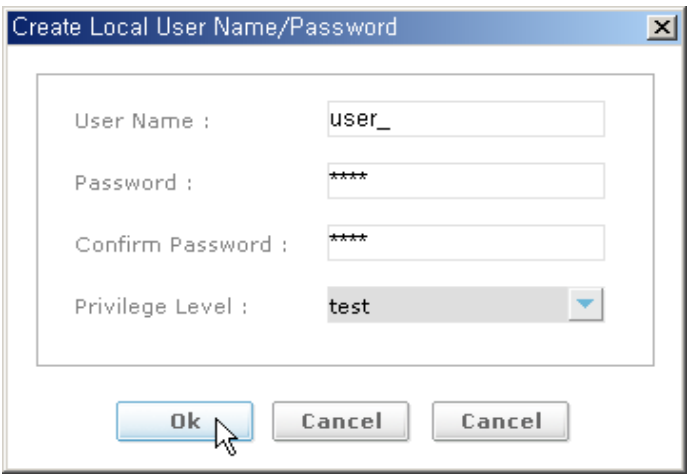 Create Local User Name/Password
User Name : user_
Password : ****
Confirm Password : ****
Privilege Level : test
Ok Cancel Cancel